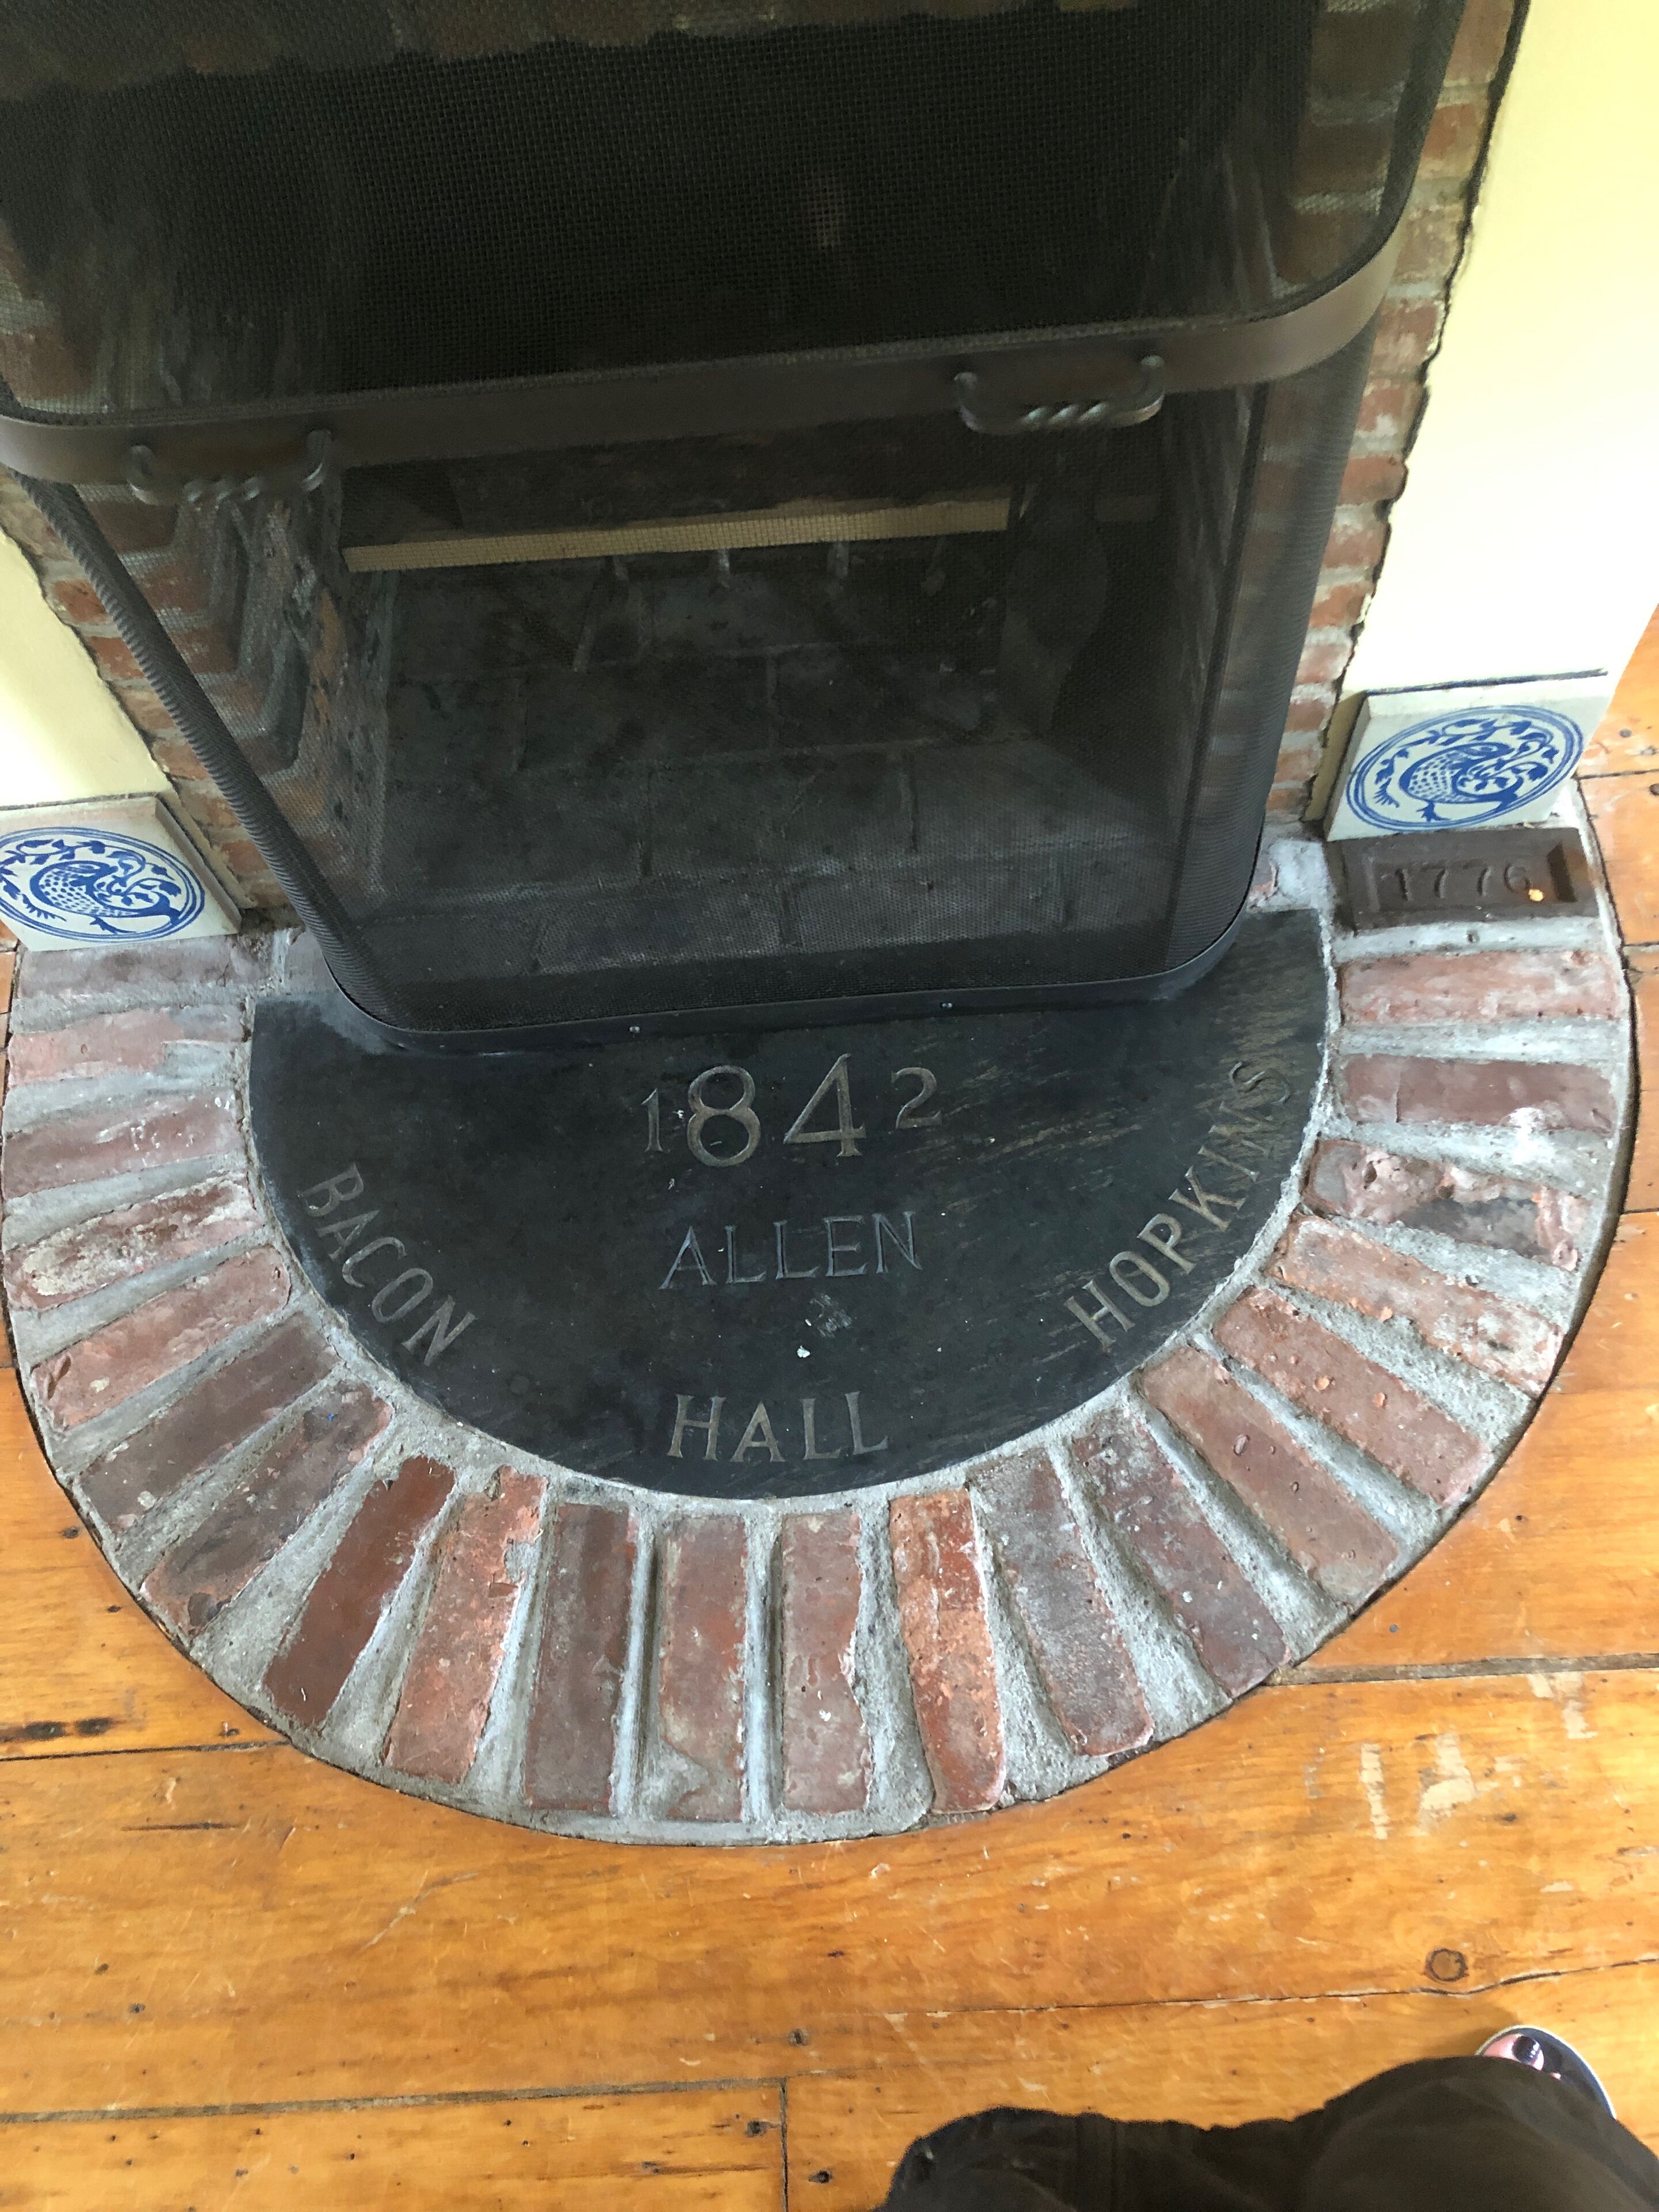 1776
1842
BACON
ALLEN
HOPKINS
HALL